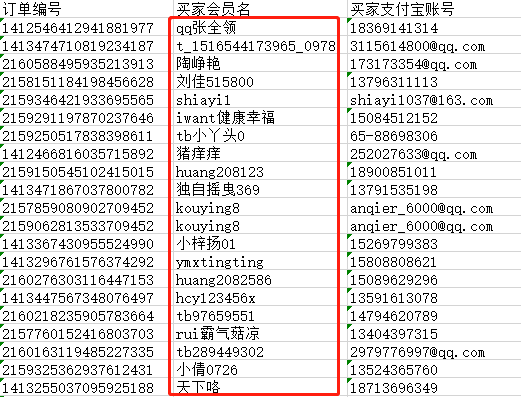 订单编号 买家会员名 买家支付宝账号
1412546412941881977 qq张全领 18369141314
1413474710819234187 t_1516544173965_0978 3115614800@qq.com
2160588495935213913 陶峥艳 173173354@qq.com
2158151184198456628 刘佳515800 13796311113
2159346421933695565 shiayi1 shiayi1037@163.com
2159291197870237646 iwant健康幸福 15084512152
2159250517838398611 tb小丫头0 65-88698306
1412466816035715892 猪痒痒 252027633@qq.com
2159150545102415015 huang208123 18900851011
1413471867037800782 独自摇曳369 13791535198
2157859080902709452 kouying8 anqier_6000@qq.com
2159062813533709452 kouying8 anqier_6000@qq.com
1413367430955524990 小梓扬01 15269799383
1413296761576374292 ymxtingting 15808808621
2160276303116447153 huang2082586 15089629296
1413447567348076497 hcy123456x 13591613078
2160218235905783664 tb97659551 14794620789
2157760152416803703 rui霸气菇凉 13404397315
2160163119485227335 tb289449302 2979776997@qq.com
2159325362937612431 小倩0726 13524365760
1413255037095925188 天下咯 18713696349